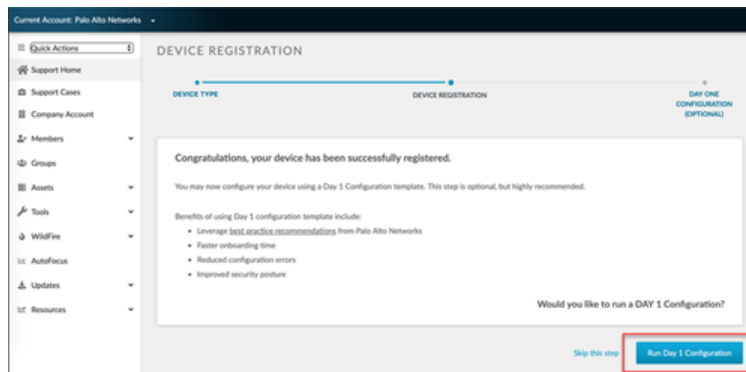 Current Account: Palo Alto Networks
Quick Actions
DEVICE REGISTRATION
Support Home
Support Cases
Company Account
Members
Groups
Assets
Tools
WildFire
AutoFocus
Updates
Resources
DEVICE TYPE
DEVICE REGISTRATION
DAY ONE
CONFIGURATION
(OPTIONAL)
Congratulations, your device has been successfully registered.
You may now configure your device using a Day 1 Configuration template. This step is optional, but highly recommended.
Benefits of using Day 1 configuration template include:
• Leverage best practice recommendations from Palo Alto Networks
• Faster onboarding time
• Reduced configuration errors
• Improved security posture
Would you like to run a DAY 1 Configuration?
Skip this step
Run Day 1 Configuration